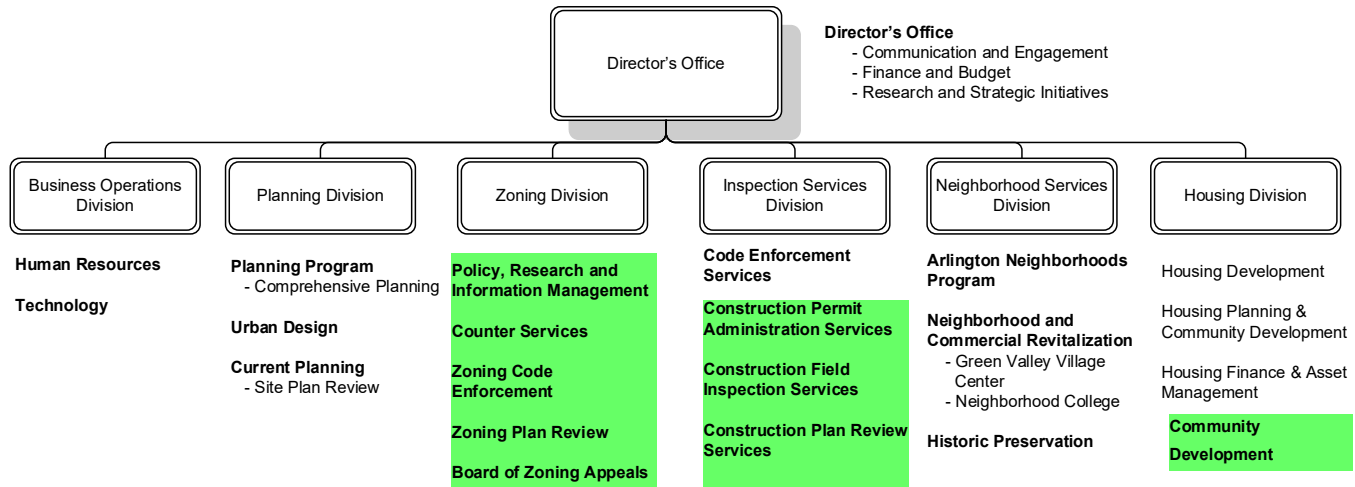 Director's Office
Director's Office
- Communication and Engagement
- Finance and Budget
- Research and Strategic Initiatives
Business Operations
Division
Planning Division
Zoning Division
Inspection Services
Division
Neighborhood Services
Division
Housing Division
Human Resources
Technology
Planning Program
- Comprehensive Planning
Urban Design
Current Planning
- Site Plan Review
Policy, Research and
Information Management
Counter Services
Zoning Code
Enforcement
Zoning Plan Review
Board of Zoning Appeals
Code Enforcement
Services
Construction Permit
Administration Services
Construction Field
Inspection Services
Construction Plan Review
Services
Arlington Neighborhoods
Program
Neighborhood and
Commercial Revitalization
- Green Valley Village
Center
- Neighborhood College
Historic Preservation
Housing Development
Housing Planning &
Community Development
Housing Finance & Asset
Management
Community
Development